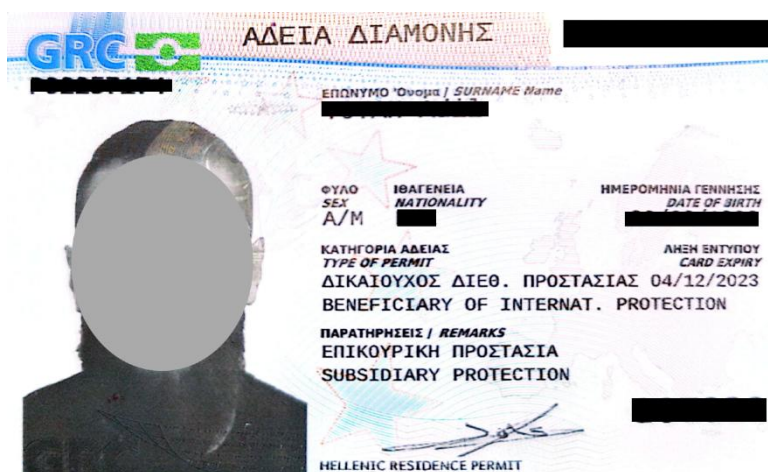 GRC
ΑΔΕΙΑ ΔΙΑΜΟΝΗΣ
ΕΠΩΝΥΜΟ Όνομα / SURNAME Name
ΦΥΛΟ ΙΘΑΓΕΝΕΙΑ ΗΜΕΡΟΜΗΝΙΑ ΓΕΝΝΗΣΗΣ
SEX NATIONALITY DATE OF BIRTH
Α/Μ
ΚΑΤΗΓΟΡΙΑ ΑΔΕΙΑΣ ΛΗΞΗ ΕΝΤΥΠΟΥ
TYPE OF PERMIT CARD EXPIRY
ΔΙΚΑΙΟΥΧΟΣ ΔΙΕΘ. ΠΡΟΣΤΑΣΙΑΣ 04/12/2023
BENEFICIARY OF INTERNAT. PROTECTION
ΠΑΡΑΤΗΡΗΣΕΙΣ / REMARKS
ΕΠΙΚΟΥΡΙΚΗ ΠΡΟΣΤΑΣΙΑ
SUBSIDIARY PROTECTION
HELLENIC RESIDENCE PERMIT